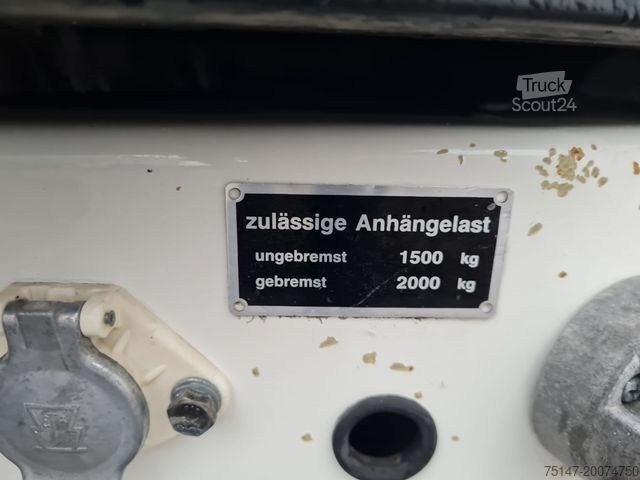 Truck
Scout24
zulässige Anhängelast
ungebremst 1500 kg
gebremst 2000 kg
75147-20074750